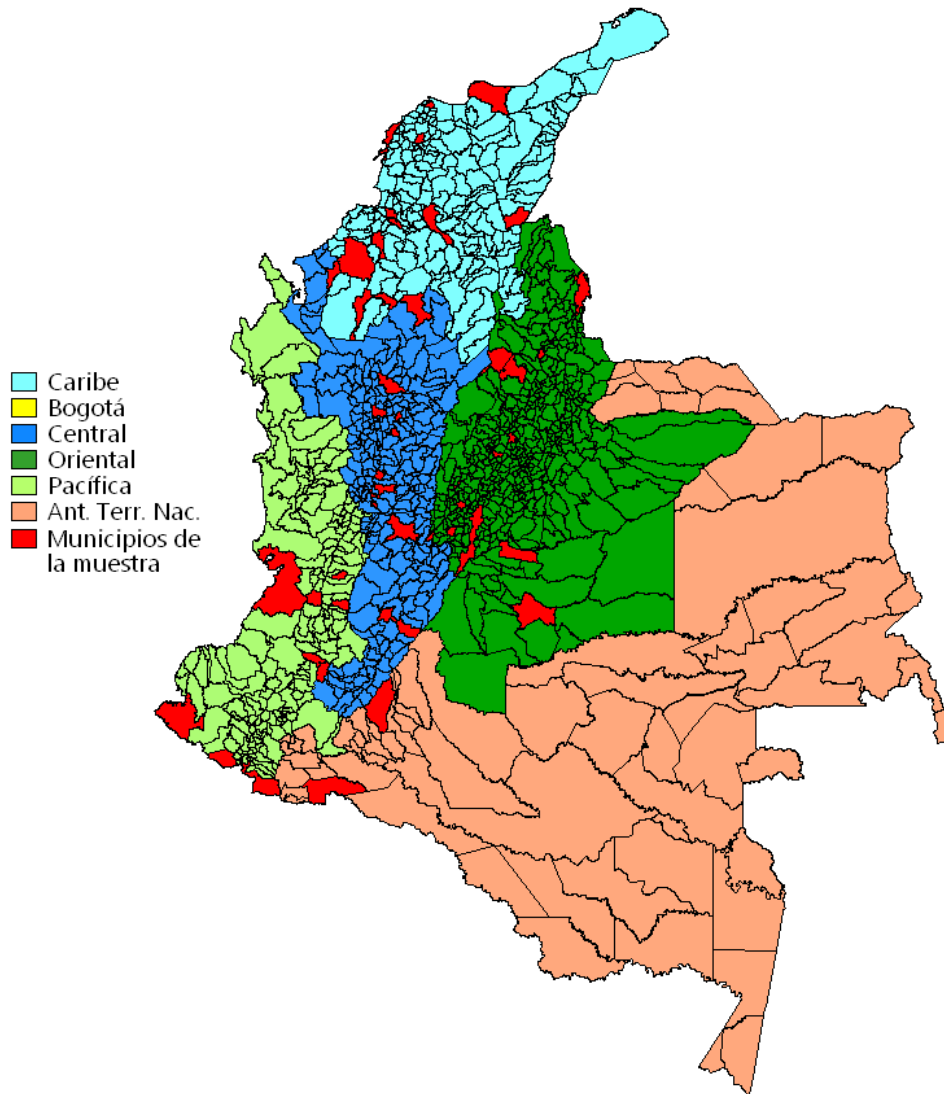 Caribe
Bogotá
Central
Oriental
Pacífica
Ant. Terr. Nac.
Municipios de
la muestra